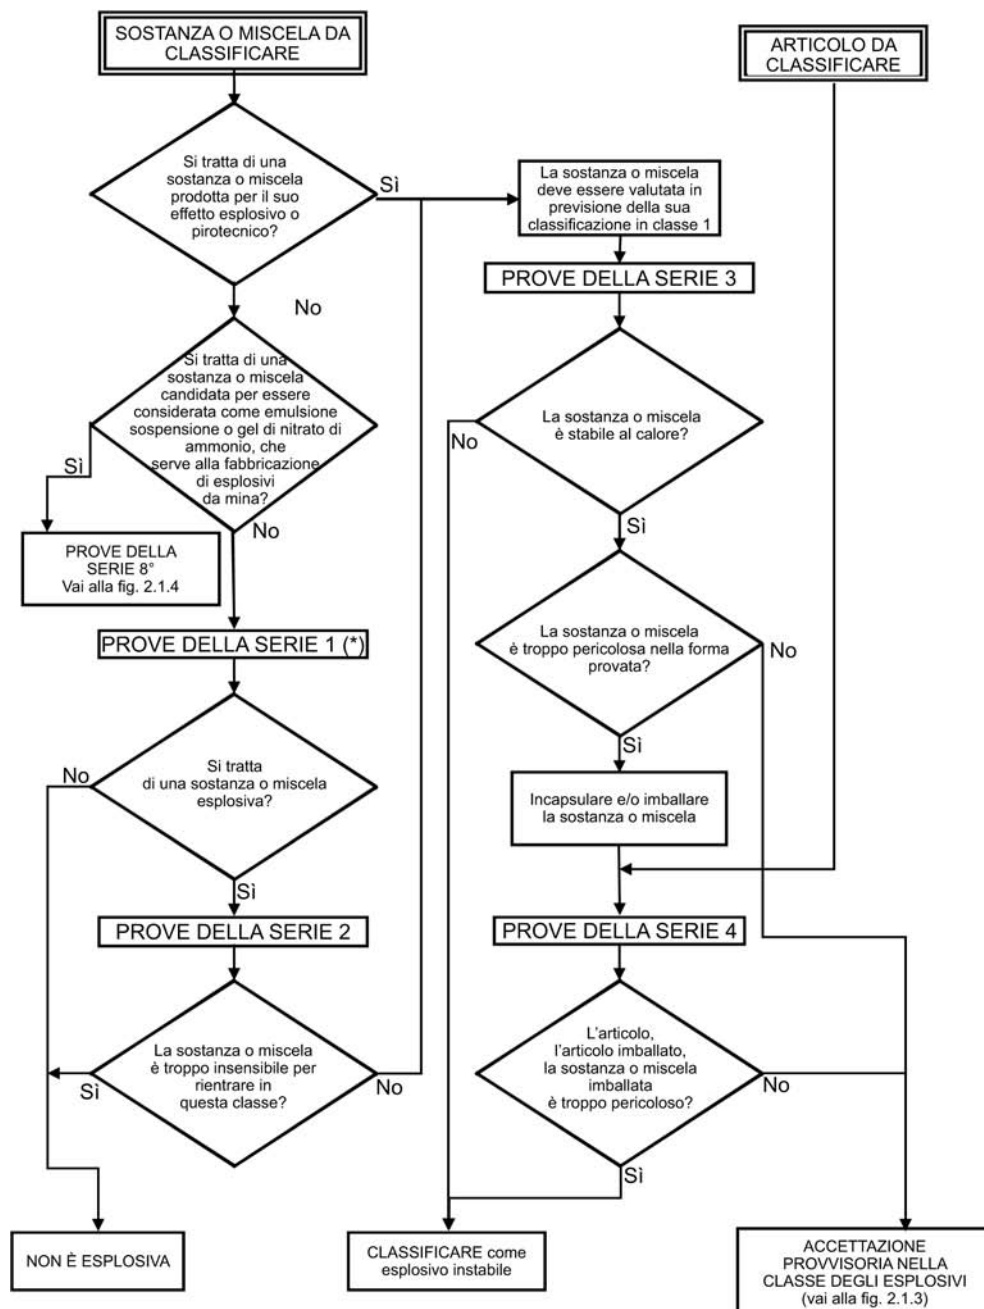 SOSTANZA O MISCELA DA
CLASSIFICARE
ARTICOLO DA
CLASSIFICARE
Si tratta di una
sostanza o miscela
prodotta per il suo
effetto esplosivo o
pirotecnico?
Sì
La sostanza o miscela
deve essere valutata in
previsione della sua
classificazione in classe 1
PROVE DELLA SERIE 3
No
Si tratta di una
sostanza o miscela
candidata per essere
considerata come emulsione
sospensione o gel di nitrato di
ammonio, che
serve alla fabbricazione
di esplosivi
da mina?
Sì
No
La sostanza o miscela
è stabile al calore?
No
Sì
PROVE DELLA
SERIE 8°
Vai alla fig. 2.1.4
PROVE DELLA SERIE 1 (*)
La sostanza o miscela
è troppo pericolosa nella forma
provata?
No
Sì
Si tratta
di una sostanza o miscela
esplosiva?
No
Sì
Incapsulare e/o imballare
la sostanza o miscela
PROVE DELLA SERIE 2
PROVE DELLA SERIE 4
La sostanza o miscela
è troppo insensibile per
rientrare in
questa classe?
Sì
No
L'articolo,
l'articolo imballato,
la sostanza o miscela
imballata
è troppo pericoloso?
No
Sì
NON È ESPLOSIVA
CLASSIFICARE come
esplosivo instabile
ACCETTAZIONE
PROVVISORIA NELLA
CLASSE DEGLI ESPLOSIVI
(vai alla fig. 2.1.3)